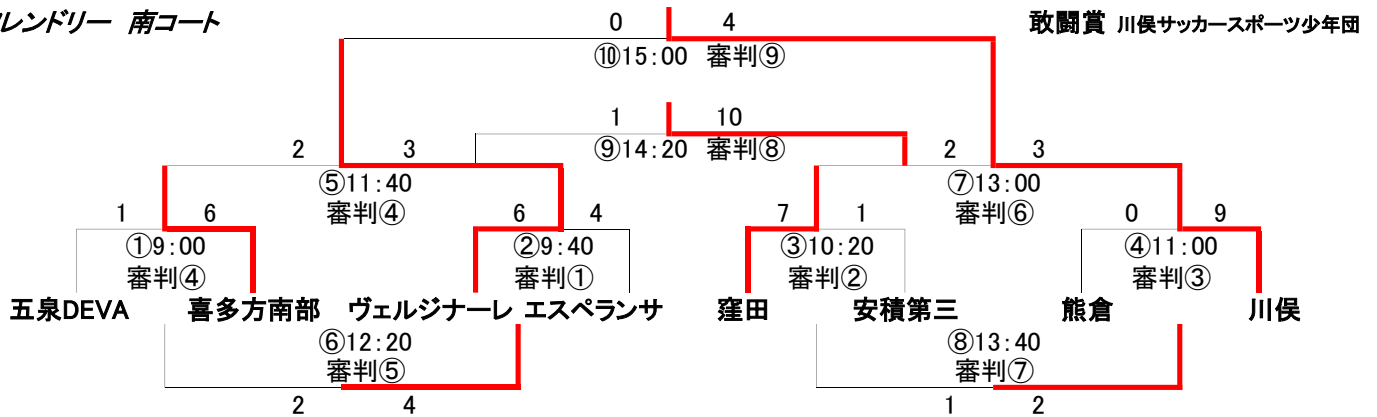 レンドリー 南コート
0 4
敢闘賞 川俣サッカースポーツ少年団
⑩15:00 審判⑨
1 10
⑨14:20 審判⑧
2 3
2 3
⑤11:40
審判④
⑦13:00
審判⑥
1 6
6 4
7 1
0 9
①9:00
審判④
②9:40
審判①
③10:20
審判②
④11:00
審判③
五泉DEVA 喜多方南部 ヴェルジナーレ エスペランサ 窪田 安積第三 熊倉 川俣
⑥12:20
審判⑤
⑧13:40
審判⑦
2 4
1 2